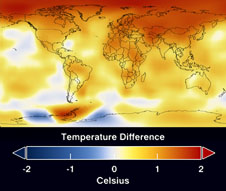 Temperature Difference
-2 -1 0 1 2
Celsius